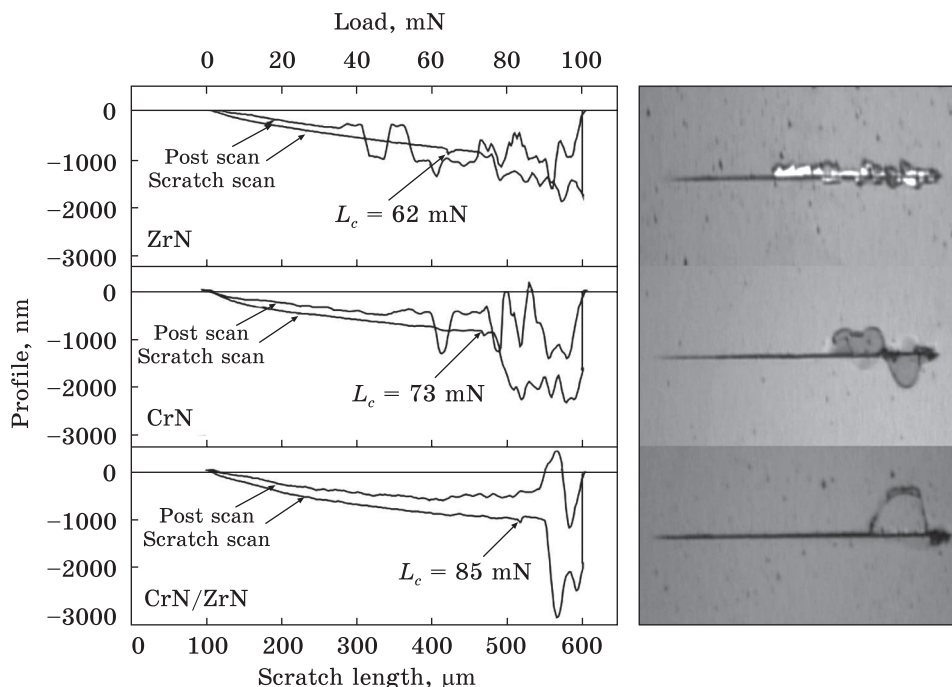 Load, mN
0 20 40 60 80 100
0
−1000
−2000
−3000
Post scan
Scratch scan
L_c = 62 mN
ZrN
0
−1000
−2000
−3000
Post scan
Scratch scan
L_c = 73 mN
CrN
0
−1000
−2000
−3000
Post scan
Scratch scan
L_c = 85 mN
CrN/ZrN
Profile, nm
0 100 200 300 400 500 600
Scratch length, μm